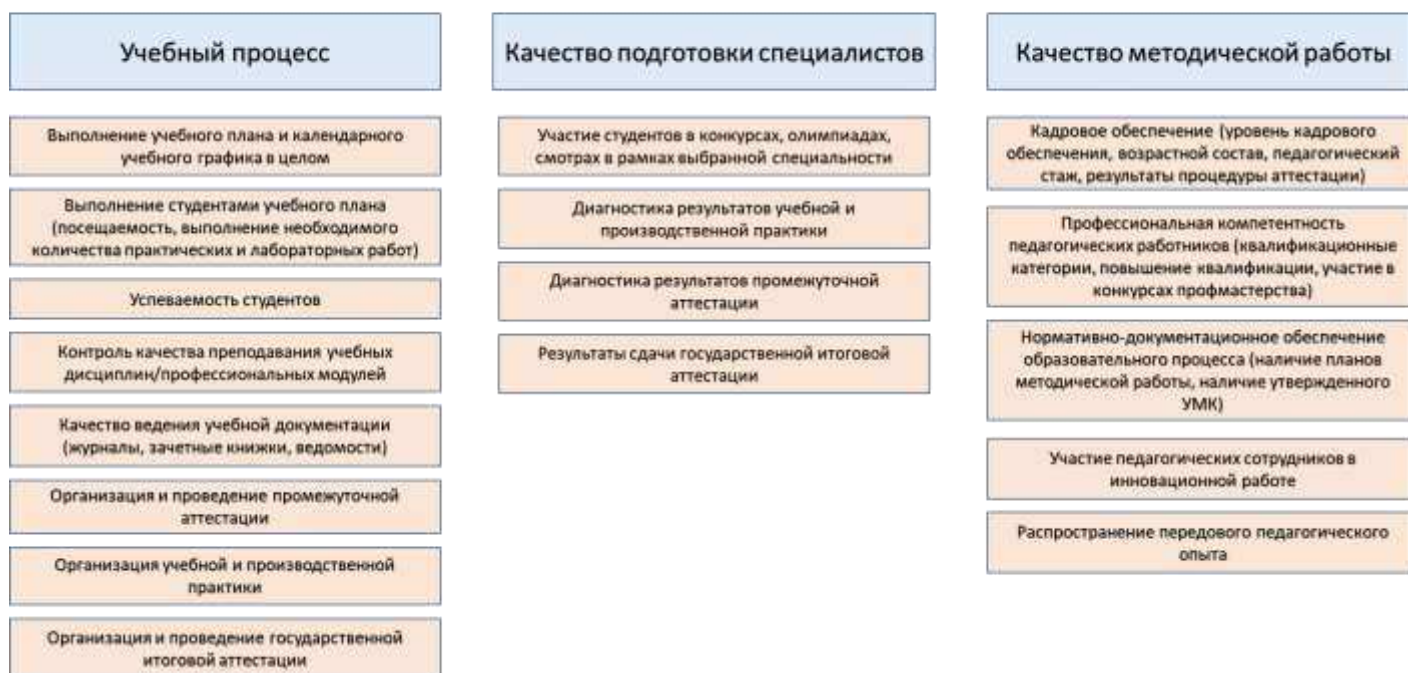 Учебный процесс
Выполнение учебного плана и календарного
учебного графика в целом
Выполнение студентами учебного плана
(посещаемость, выполнение необходимого
количества практических и лабораторных работ)
Успеваемость студентов
Контроль качества преподавания учебных
дисциплин/профессиональных модулей
Качество ведения учебной документации
(журналы, зачетные книжки, ведомости)
Организация и проведение промежуточной
аттестации
Организация учебной и производственной
практики
Организация и проведение государственной
итоговой аттестации
Качество подготовки специалистов
Участие студентов в конкурсах, олимпиадах,
смотрах в рамках выбранной специальности
Диагностика результатов учебной и
производственной практики
Диагностика результатов промежуточной
аттестации
Результаты сдачи государственной итоговой
аттестации
Качество методической работы
Кадровое обеспечение (уровень кадрового
обеспечения, возрастной состав, педагогический
стаж, результаты процедуры аттестации)
Профессиональная компетентность
педагогических работников (квалификационные
категории, повышение квалификации, участие в
конкурсах профмастерства)
Нормативно-документационное обеспечение
образовательного процесса (наличие планов
методической работы, наличие утвержденного
УМК)
Участие педагогических сотрудников в
инновационной работе
Распространение передового педагогического
опыта